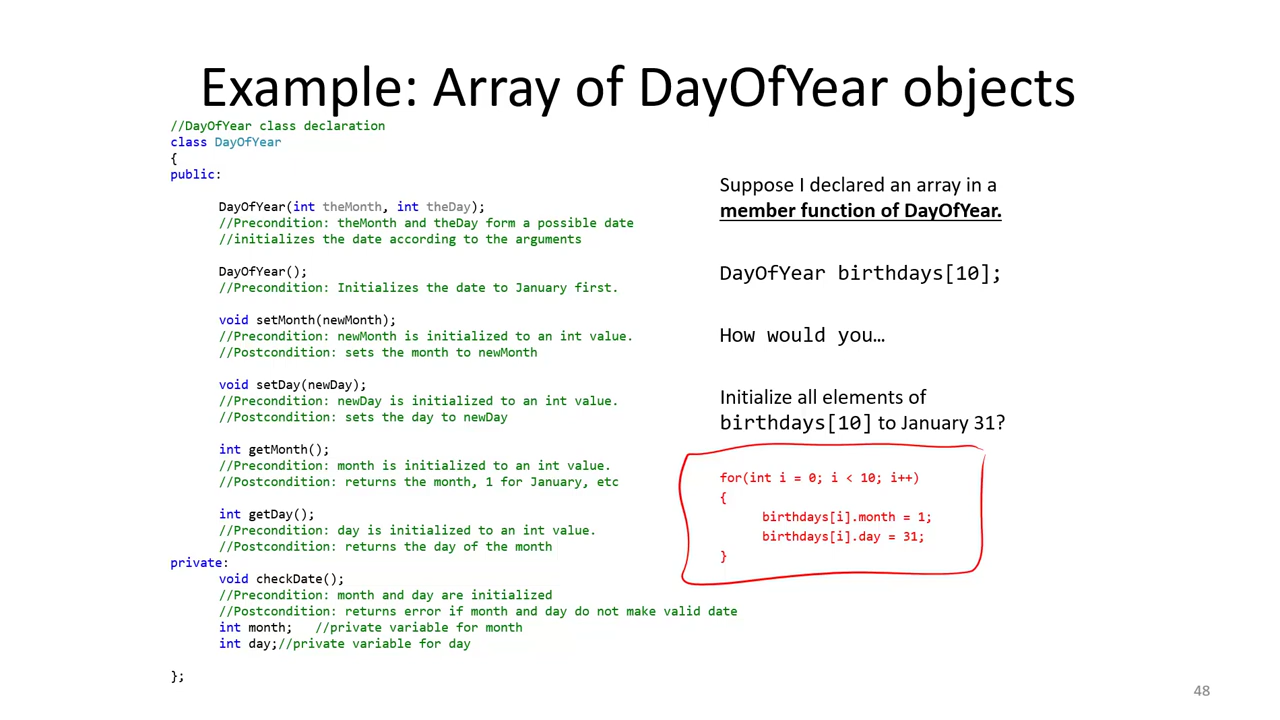 Example: Array of DayOfYear objects
//DayOfYear class declaration
class DayOfYear
{
public:
DayOfYear(int theMonth, int theDay);
//Precondition: theMonth and theDay form a possible date
//initializes the date according to the arguments
DayOfYear();
//Precondition: Initializes the date to January first.
void setMonth(newMonth);
//Precondition: newMonth is initialized to an int value.
//Postcondition: sets the month to newMonth
void setDay(newDay);
//Precondition: newDay is initialized to an int value.
//Postcondition: sets the day to newDay
int getMonth();
//Precondition: month is initialized to an int value.
//Postcondition: returns the month, 1 for January, etc
int getDay();
//Precondition: day is initialized to an int value.
//Postcondition: returns the day of the month
private:
void checkDate();
//Precondition: month and day are initialized
//Postcondition: returns error if month and day do not make valid date
int month;   //private variable for month
int day;//private variable for day
};
Suppose I declared an array in a
member function of DayOfYear.
DayOfYear birthdays[10];
How would you…
Initialize all elements of
birthdays[10] to January 31?
for(int i = 0; i < 10; i++)
{
birthdays[i].month = 1;
birthdays[i].day = 31;
}
48